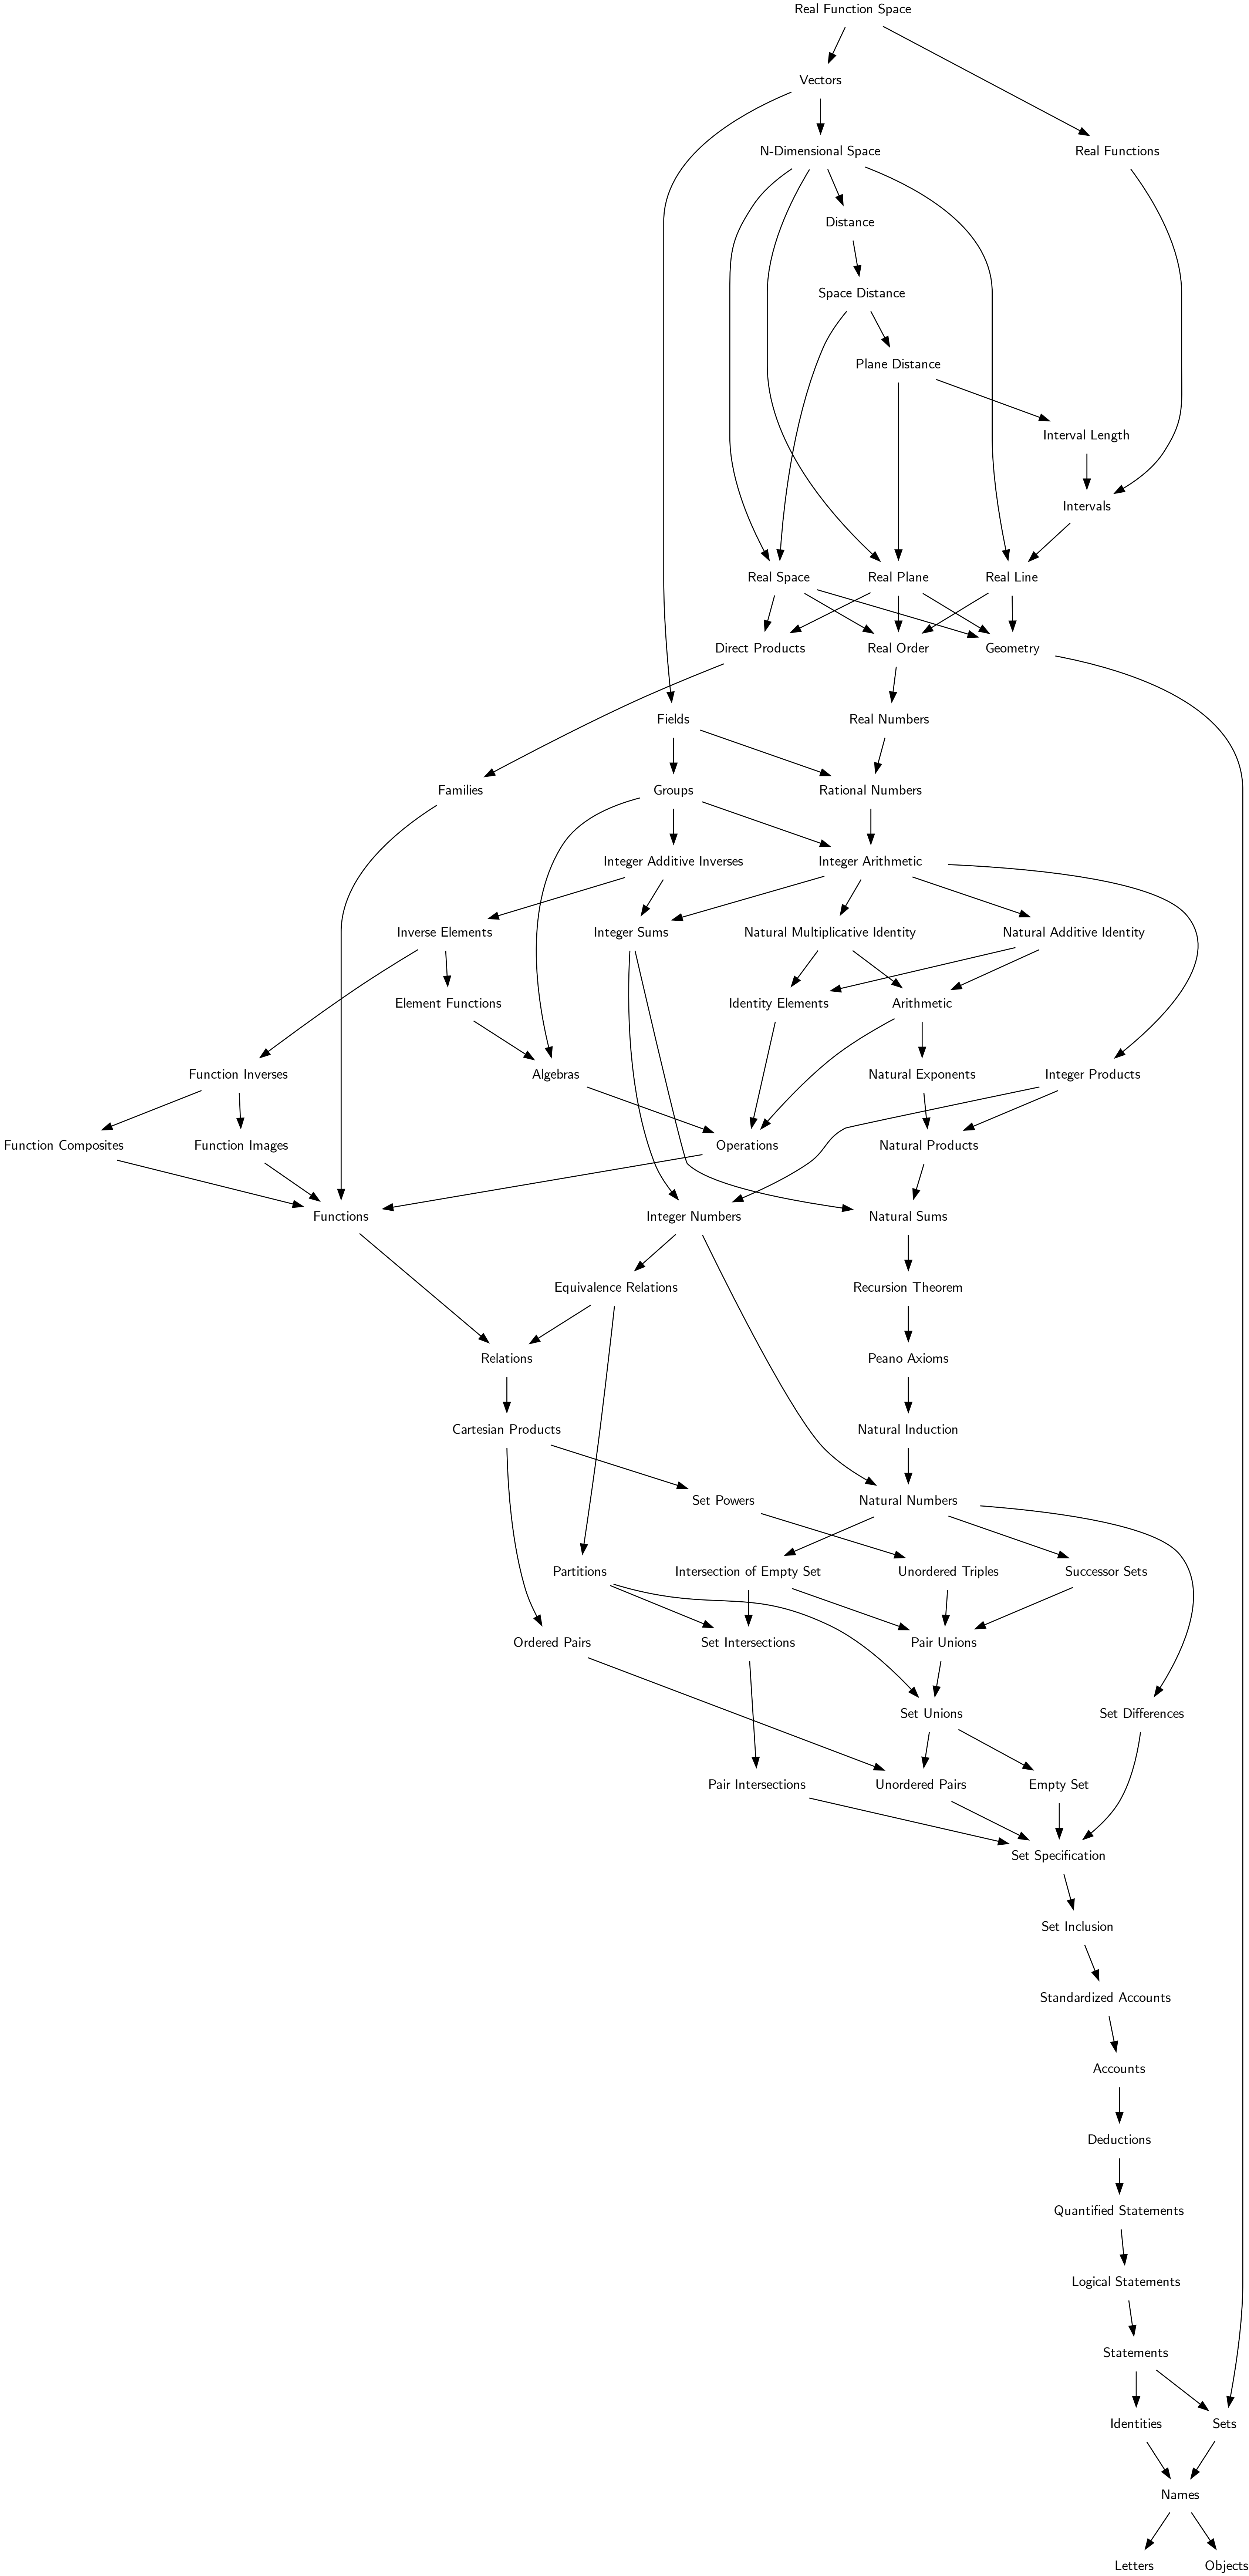 Real Function Space
Vectors
N-Dimensional Space
Real Functions
Distance
Space Distance
Plane Distance
Interval Length
Intervals
Real Space
Real Plane
Real Line
Direct Products
Real Order
Geometry
Fields
Real Numbers
Families
Groups
Rational Numbers
Integer Additive Inverses
Integer Arithmetic
Inverse Elements
Integer Sums
Natural Multiplicative Identity
Natural Additive Identity
Element Functions
Identity Elements
Arithmetic
Function Inverses
Algebras
Natural Exponents
Integer Products
Function Composites
Function Images
Operations
Natural Products
Functions
Integer Numbers
Natural Sums
Equivalence Relations
Recursion Theorem
Relations
Peano Axioms
Cartesian Products
Natural Induction
Set Powers
Natural Numbers
Partitions
Intersection of Empty Set
Unordered Triples
Successor Sets
Ordered Pairs
Set Intersections
Pair Unions
Set Unions
Set Differences
Pair Intersections
Unordered Pairs
Empty Set
Set Specification
Set Inclusion
Standardized Accounts
Accounts
Deductions
Quantified Statements
Logical Statements
Statements
Identities
Sets
Names
Letters
Objects